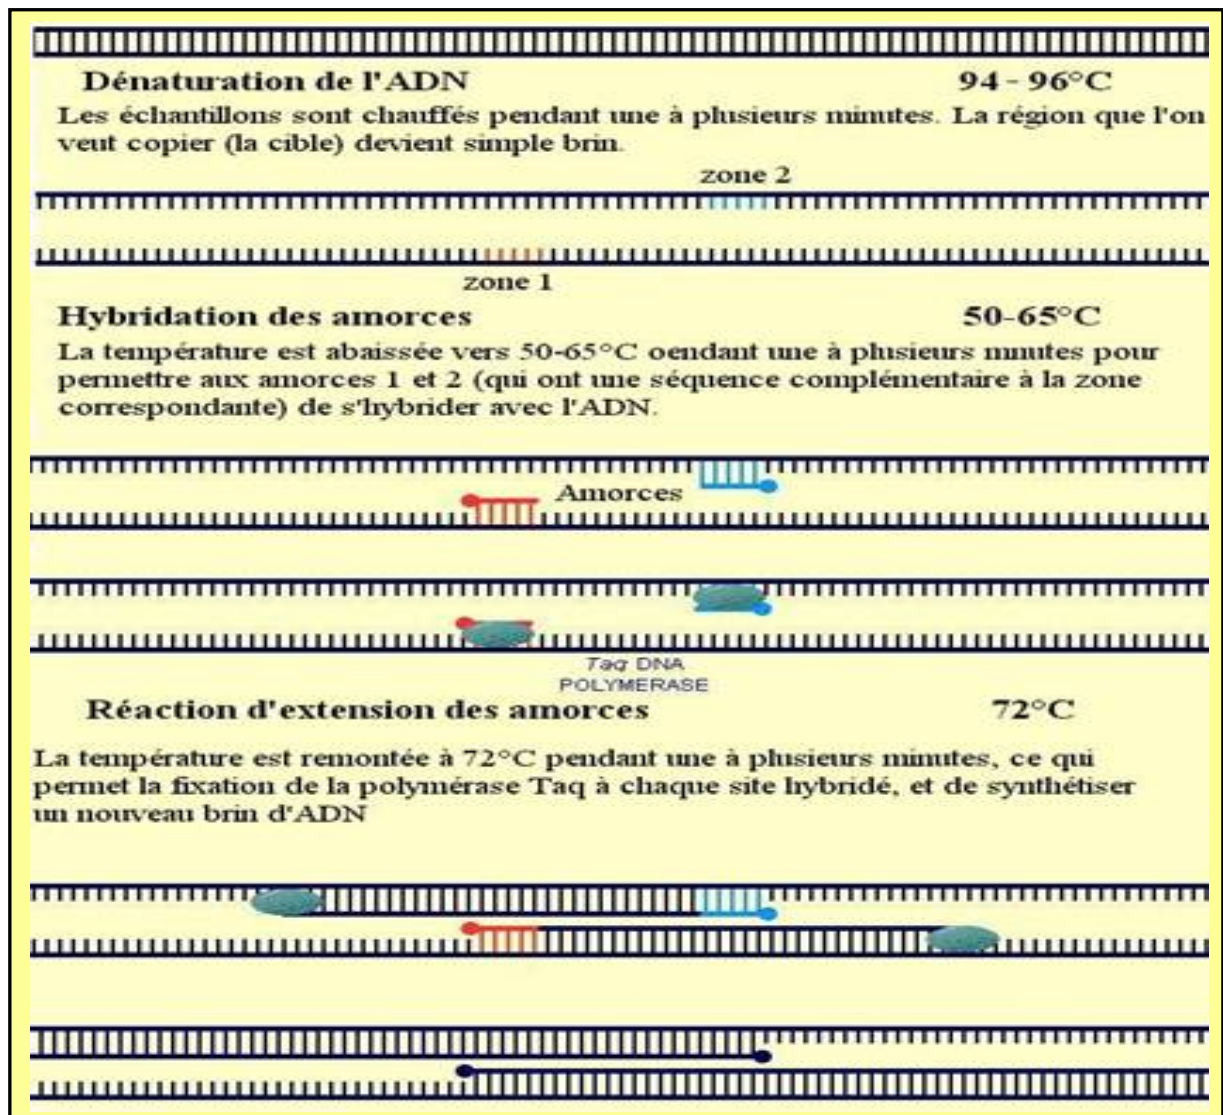 Dénaturation de l'ADN 94 - 96°C
Les échantillons sont chauffés pendant une à plusieurs minutes. La région que l'on
veut copier (la cible) devient simple brin.
zone 2
zone 1
Hybridation des amorces 50-65°C
La température est abaissée vers 50-65°C oendant une à plusieurs mnutes pour
permettre aux amorces 1 et 2 (qui ont une séquence complémentaire à la zone
correspondante) de s'hybrider avec l'ADN.
Amorces
Taq DNA
POLYMERASE
Réaction d'extension des amorces 72°C
La température est remontée à 72°C pendant une à plusieurs minutes, ce qui
permet la fixation de la polymérase Taq à chaque site hybridé, et de synthétiser
un nouveau brin d'ADN